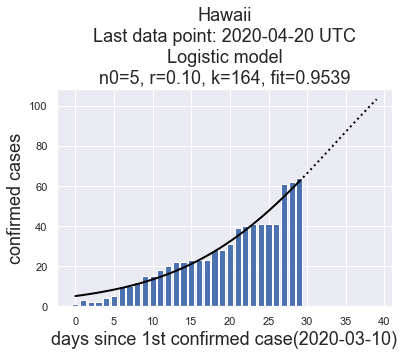 Hawaii
Last data point: 2020-04-20 UTC
Logistic model
n0=5, r=0.10, k=164, fit=0.9539
100
80
60
40
20
0
confirmed cases
0 5 10 15 20 25 30 35 40
days since 1st confirmed case(2020-03-10)